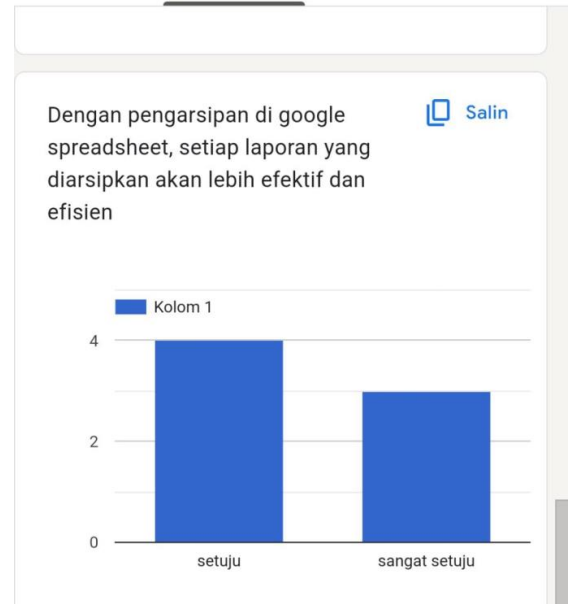 Dengan pengarsipan di google
spreadsheet, setiap laporan yang
diarsipkan akan lebih efektif dan
efisien
Salin
Kolom 1
4
2
0
setuju
sangat setuju